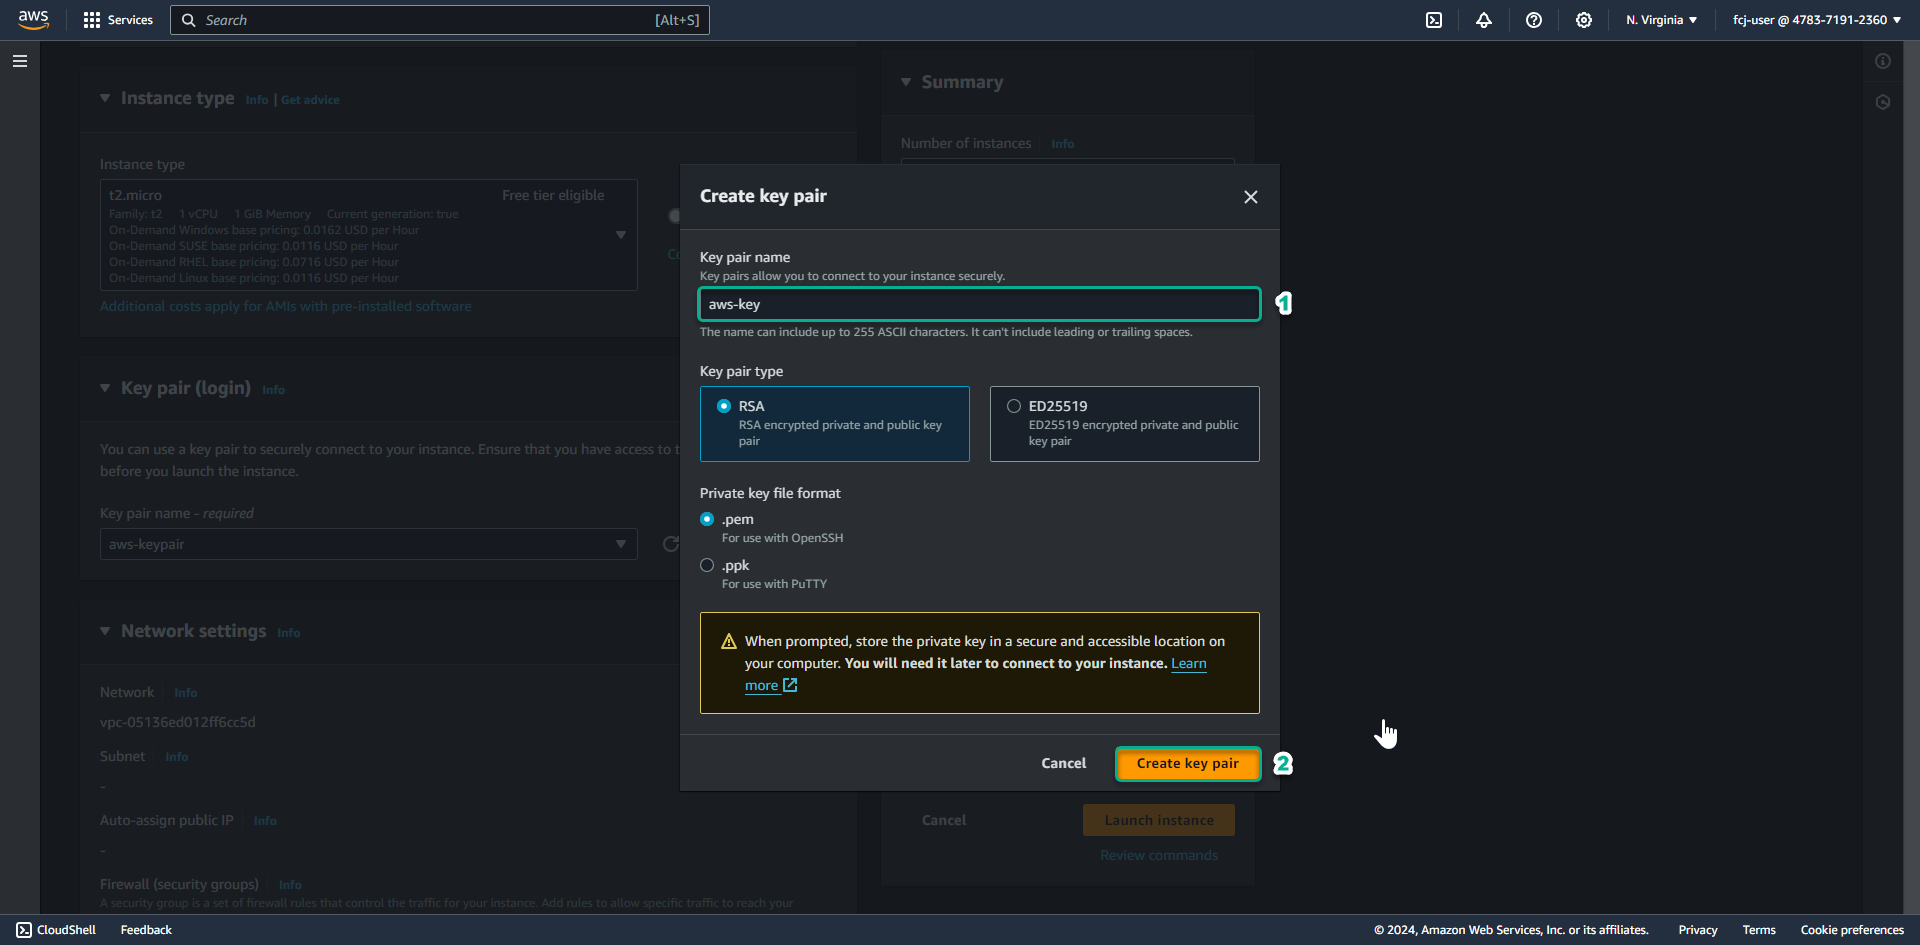 aws
Services
Search
[Alt+S]
N. Virginia
fcj-user @ 4783-7191-2360
Instance type
Info | Get advice
Instance type
t2.micro
Free tier eligible
Family: t2 1 vCPU 1 GiB Memory Current generation: true
On-Demand Windows base pricing: 0.0162 USD per Hour
On-Demand SUSE base pricing: 0.0116 USD per Hour
On-Demand RHEL base pricing: 0.0716 USD per Hour
On-Demand Linux base pricing: 0.0116 USD per Hour
Additional costs apply for AMIs with pre-installed software
Key pair (login) Info
You can use a key pair to securely connect to your instance. Ensure that you have access to t
before you launch the instance.
Key pair name - required
aws-keypair
Network settings Info
Network Info
vpc-05136ed012ff6cc5d
Subnet Info
-
Auto-assign public IP Info
-
Firewall (security groups) Info
A security group is a set of firewall rules that control the traffic for your instance. Add rules to allow specific traffic to reach your
Summary
Number of instances Info
Create key pair
Key pair name
Key pairs allow you to connect to your instance securely.
aws-key
1
The name can include up to 255 ASCII characters. It can't include leading or trailing spaces.
Key pair type
RSA
RSA encrypted private and public key
pair
ED25519
ED25519 encrypted private and public
key pair
Private key file format
.pem
For use with OpenSSH
.ppk
For use with PuTTY
When prompted, store the private key in a secure and accessible location on
your computer. You will need it later to connect to your instance. Learn
more
Cancel
Create key pair
2
Cancel
Launch instance
Review commands
CloudShell
Feedback
© 2024, Amazon Web Services, Inc. or its affiliates.
Privacy
Terms
Cookie preferences